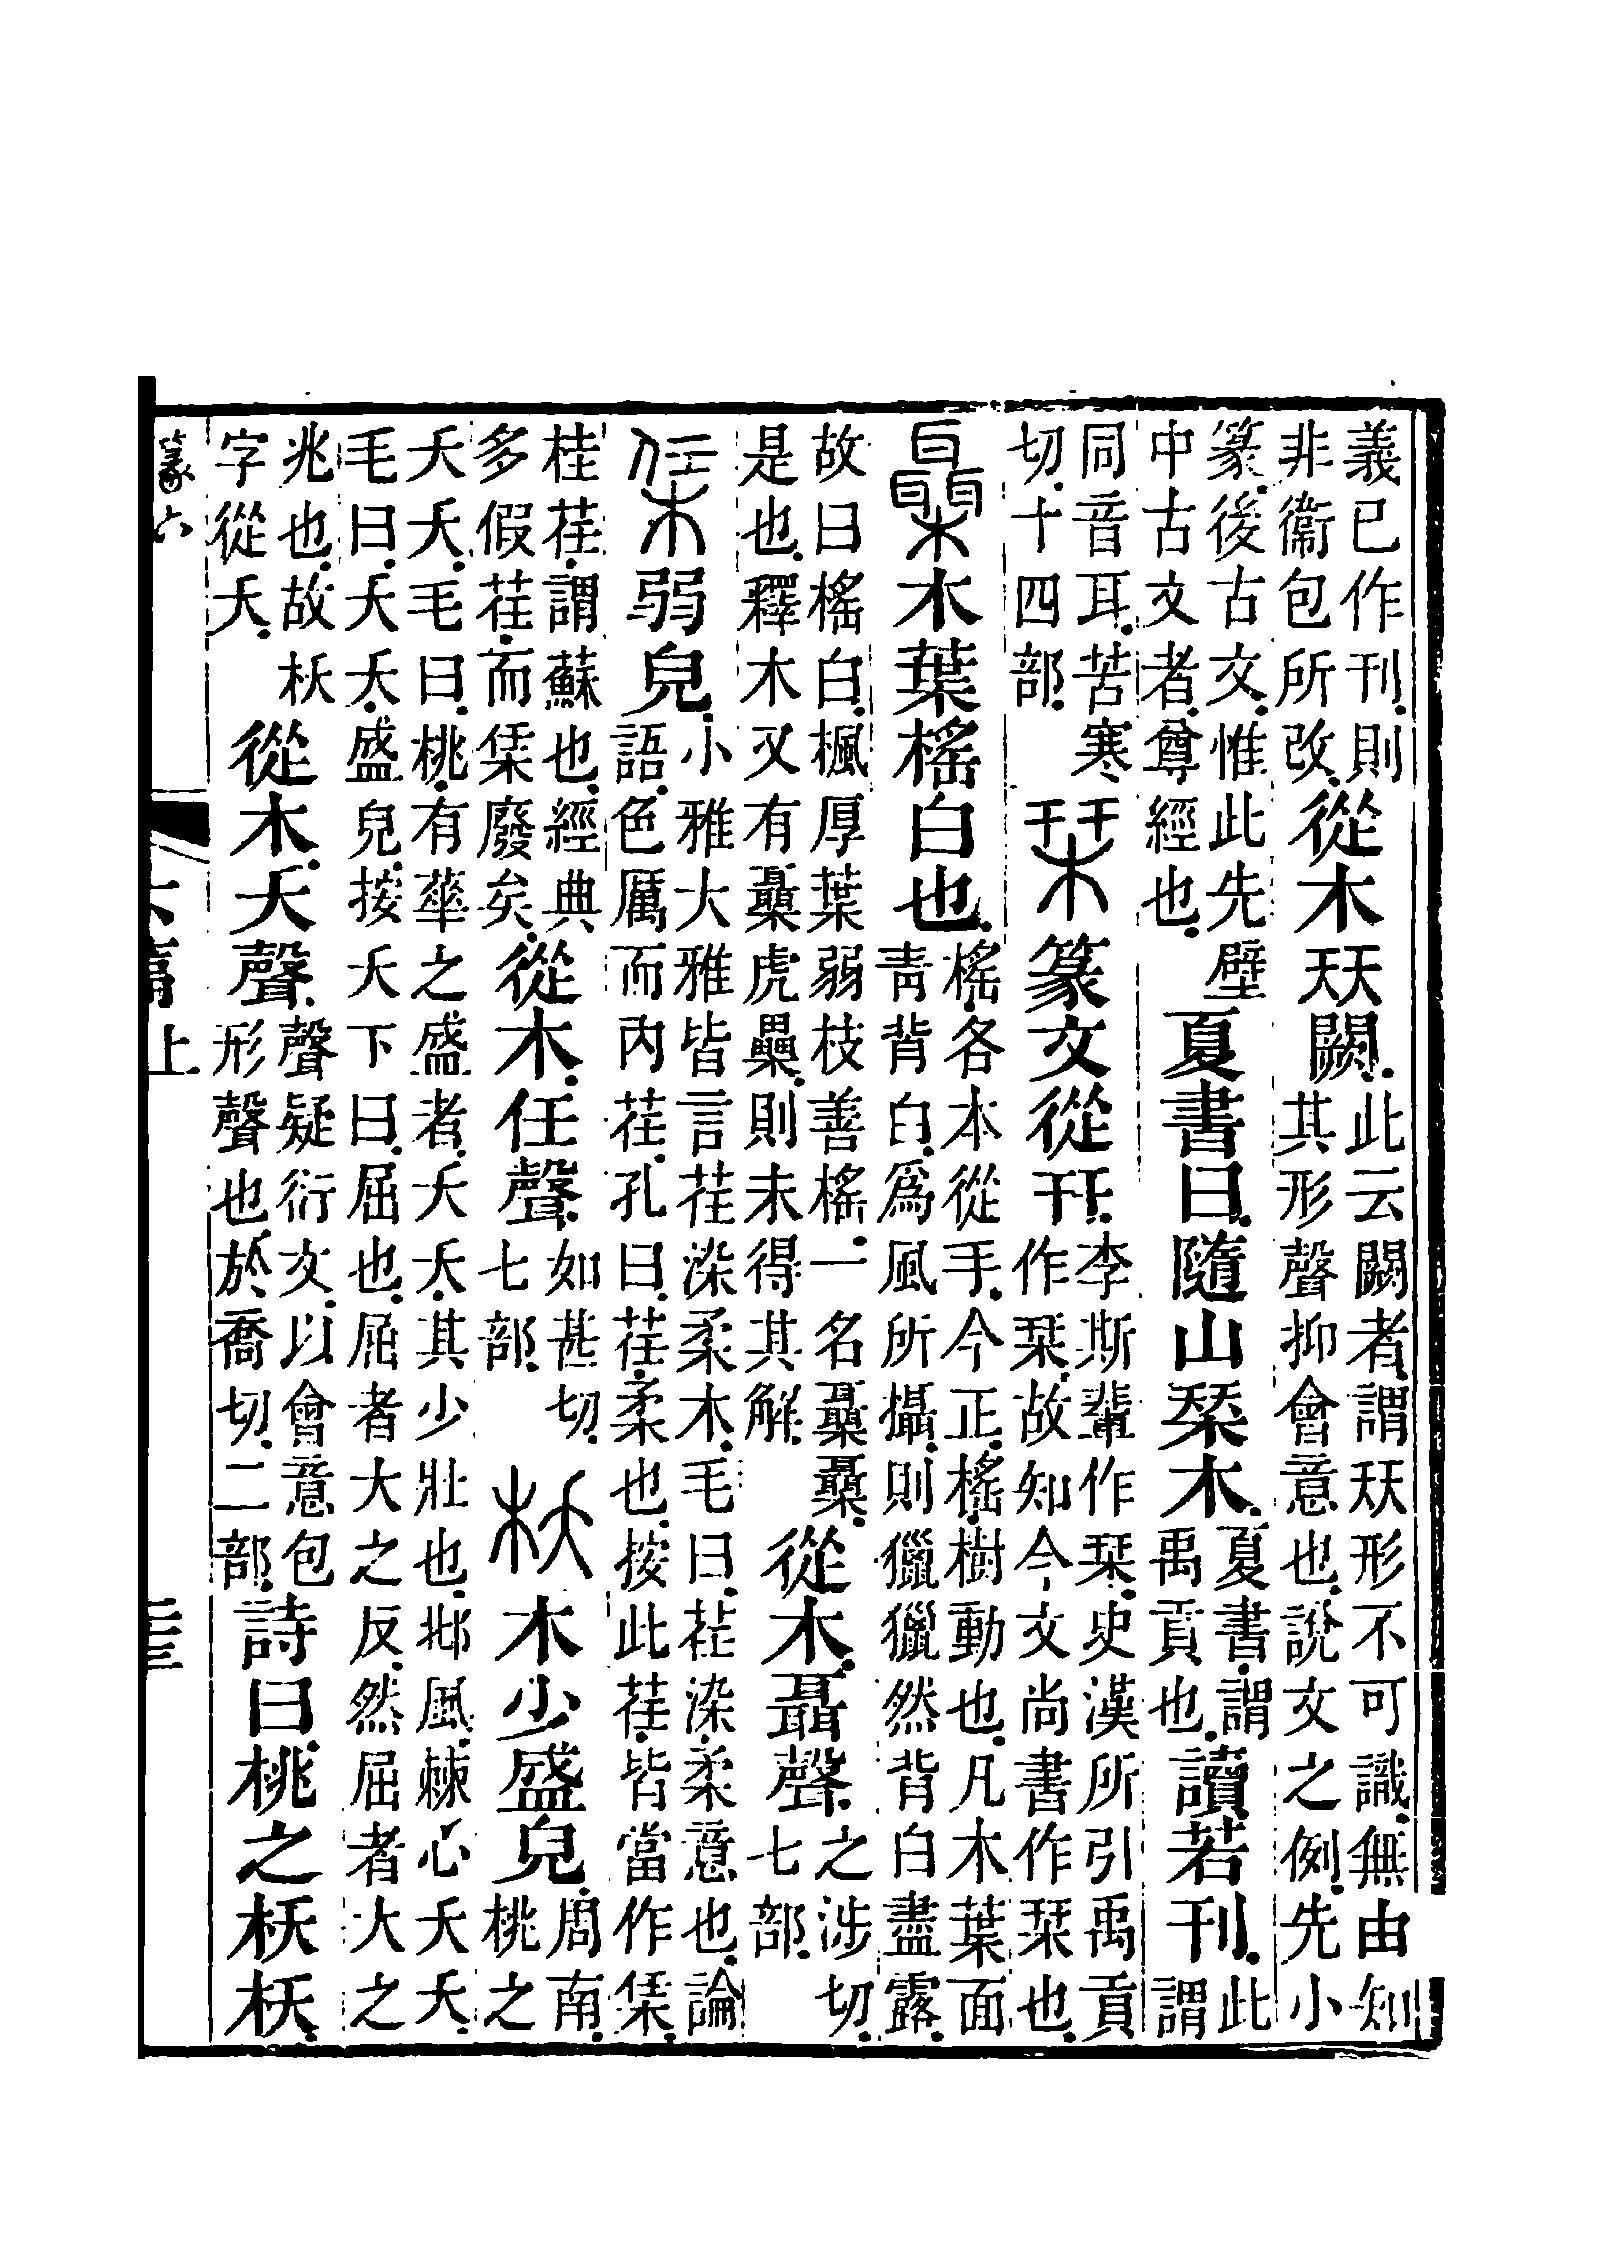 義已作刊。則
非衞包所改。
從木㺪闕。
此云闕者。謂㺪形不可識。無由知
其形聲抑會意也。說文之例。先小
篆。後古文。惟此先壁
中古文者。尊經也。
夏書曰。隨山栞木。
夏書。謂
禹貢也。
讀若刊。
此
謂
同音耳。苦寒
切。十四部。
栞篆文從幵。
李斯輩作栞。史漢所引禹貢
作栞。故知今文尚書作栞也。
欇木葉榣白也。
榣各本從手。今正。榣樹動也。凡木葉面
青背白。爲風所攝。則獵獵然背白盡露。
故曰榣白。楓厚葉弱枝善榣。一名欇欇。
是也。釋木又有欇虎櫐。則未得其解。
從木。聶聲。
之涉切。
七部。
栠弱皃。
小雅大雅皆言荏染柔木。毛曰。荏染。柔意也。論
語。色厲而内荏。孔曰。荏。柔也。按此荏。皆當作栠。
桂荏。謂蘇也。經典
多假荏。而栠廢矣。
從木。任聲。
如甚切。
七部。
枖木少盛皃。
周南。
桃之
夭夭。毛曰。桃。有華之盛者。夭夭。其少壯也。邶風。棘心夭夭。
毛曰。夭夭。盛皃。按夭下曰。屈也。屈者大之反。然屈者大之
兆也。故枖
字從夭。
從木。夭聲。
聲疑衍文。以會意包
形聲也。於喬切。二部。
詩曰。桃之枖枖。
篆六
六篇上